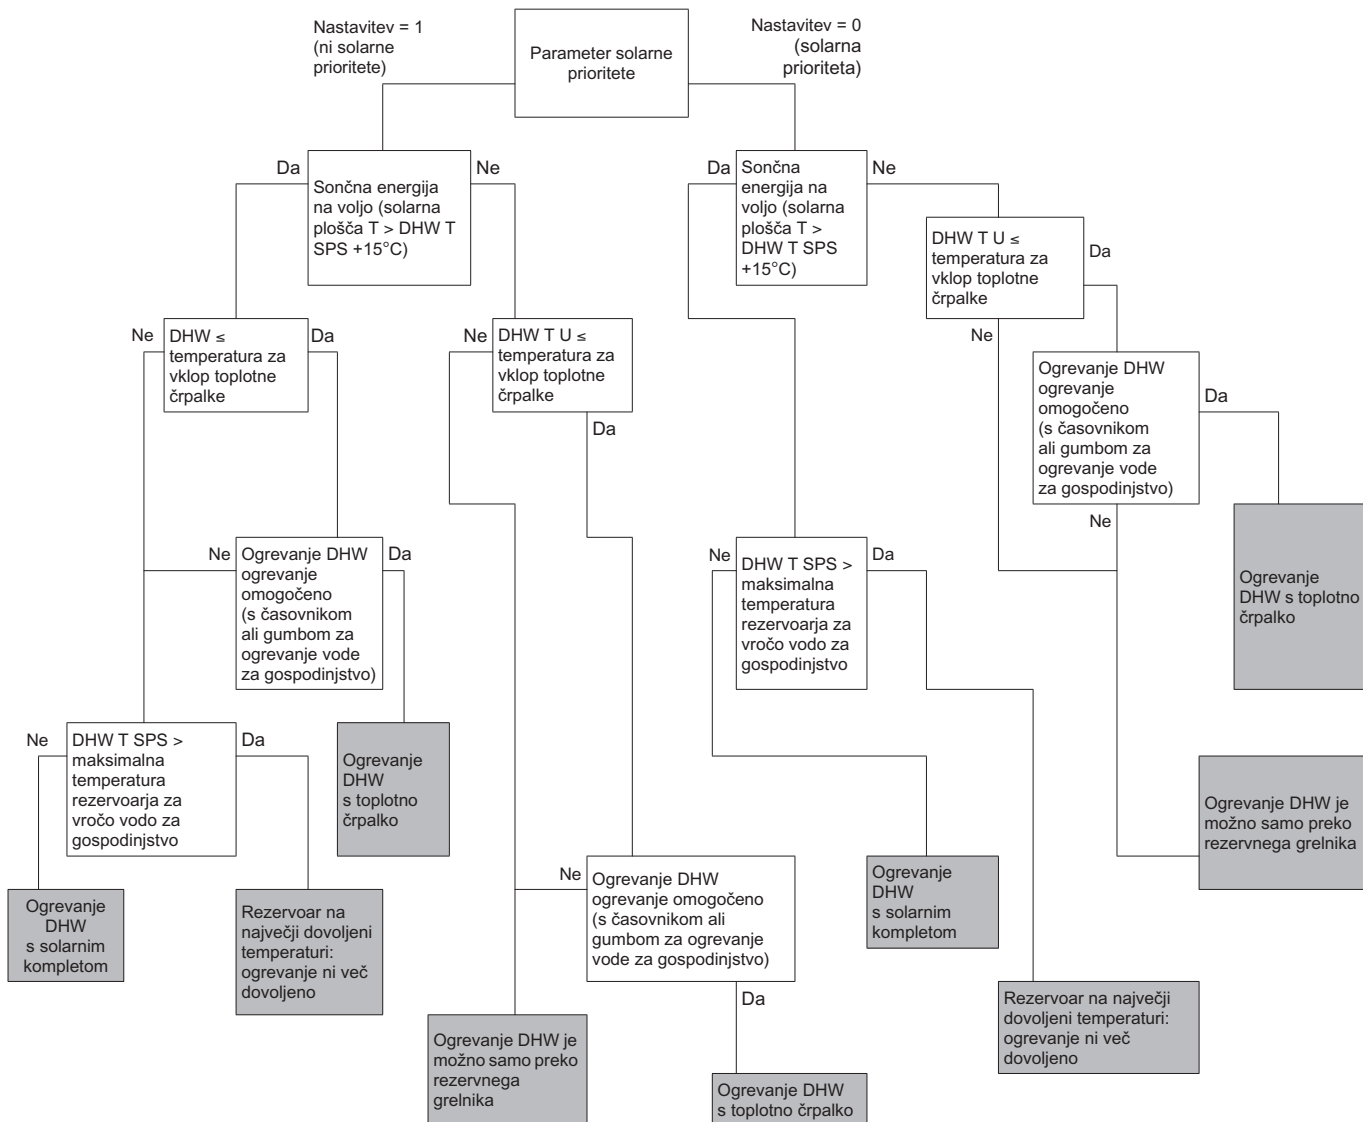 Nastavitev = 1
(ni solarne
prioritete)
Parameter solarne
prioritete
Nastavitev = 0
(solarna
prioriteta)
Da
Sončna energija
na voljo (solarna
plošča T > DHW T
SPS +15°C)
Ne
Da
Sončna
energija na
voljo (solarna
plošča T >
DHW T SPS
+15°C)
Ne
DHW T U ≤
temperatura za
vklop toplotne
črpalke
Da
Ne
Ne
DHW ≤
temperatura za
vklop toplotne
črpalke
Da
Ne
DHW T U ≤
temperatura za
vklop toplotne
črpalke
Da
Ogrevanje DHW
ogrevanje
omogočeno
(s časovnikom
ali gumbom za
ogrevanje vode
za gospodinjstvo)
Da
Ne
Ne
Ogrevanje DHW
ogrevanje
omogočeno
(s časovnikom
ali gumbom za
ogrevanje vode
za gospodinjstvo)
Da
Ne
DHW T SPS >
maksimalna
temperatura
rezervoarja za
vročo vodo za
gospodinjstvo
Da
Ogrevanje
DHW s toplotno
črpalko
Ne
DHW T SPS >
maksimalna
temperatura
rezervoarja za
vročo vodo za
gospodinjstvo
Da
Ogrevanje
DHW
s toplotno
črpalko
Ogrevanje DHW je
možno samo preko
rezervnega grelnika
Ogrevanje
DHW
s solarnim
kompletom
Rezervoar na
največji dovoljeni
temperaturi:
ogrevanje ni več
dovoljeno
Ne
Ogrevanje DHW
ogrevanje omogočeno
(s časovnikom ali
gumbom za ogrevanje
vode za gospodinjstvo)
Da
Ogrevanje
DHW
s solarnim
kompletom
Rezervoar na največji
dovoljeni temperaturi:
ogrevanje ni več
dovoljeno
Ogrevanje DHW je
možno samo preko
rezervnega
grelnika
Ogrevanje DHW
s toplotno črpalko